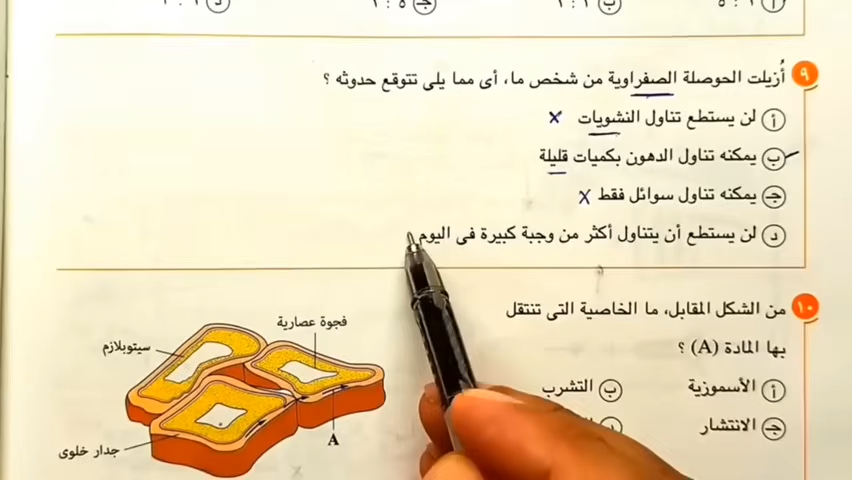 ٩ أُزيلت الحوصلة الصفراوية من شخص ما، أى مما يلى تتوقع حدوثه ؟
أ لن يستطع تناول النشويات ×
ب يمكنه تناول الدهون بكميات قليلة
جـ يمكنه تناول سوائل فقط ×
د لن يستطع أن يتناول أكثر من وجبة كبيرة فى اليوم
١٠ من الشكل المقابل، ما الخاصية التى تنتقل
بها المادة (A) ؟
أ الأسموزية
ب التشرب
جـ الانتشار
فجوة عصارية
سيتوبلازم
جدار خلوى
A